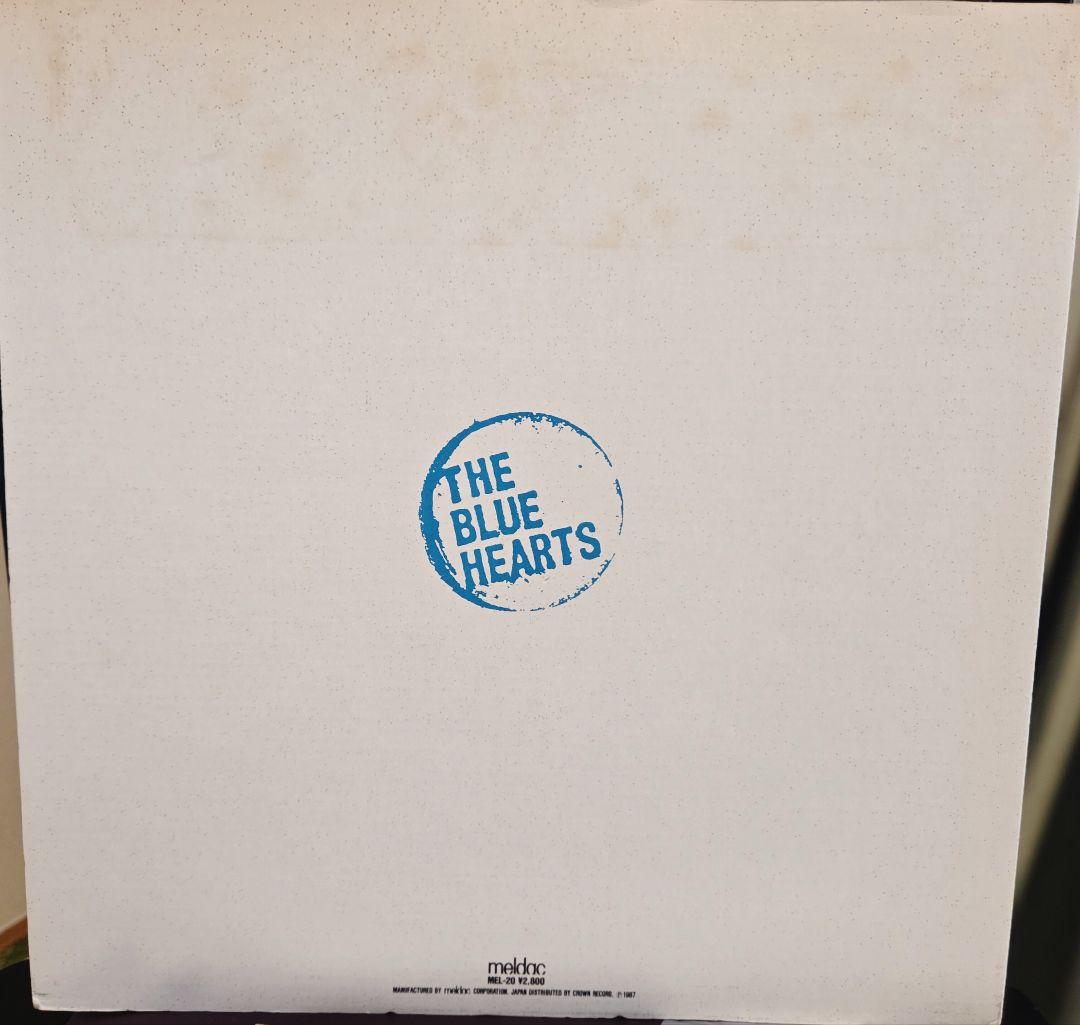 THE
BLUE
HEARTS
meldac
MEL-20 ¥2,800
MANUFACTURED BY meldac CORPORATION. JAPAN DISTRIBUTED BY CROWN RECORD. ℗1987